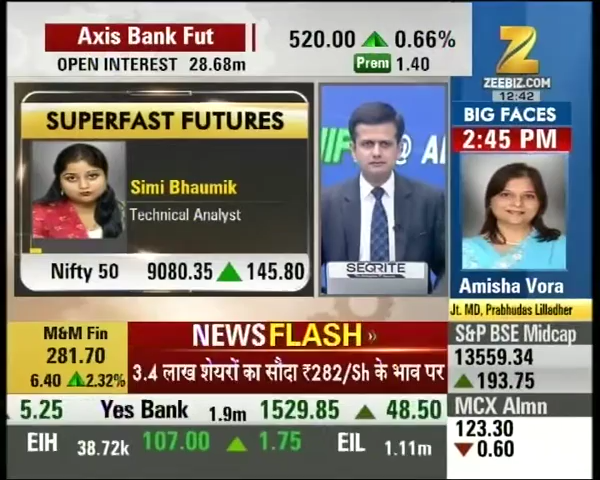 Axis Bank Fut
520.00 ▲ 0.66%
OPEN INTEREST 28.68m
Prem 1.40
ZEEBIZ.COM
12:42
SUPERFAST FUTURES
Simi Bhaumik
Technical Analyst
Nifty 50 9080.35 ▲ 145.80
SEQRITE
BIG FACES
2:45 PM
Amisha Vora
Jt. MD, Prabhudas Lilladher
M&M Fin
281.70
6.40 ▲ 2.32%
NEWSFLASH »
3.4 लाख शेयरों का सौदा ₹282/Sh के भाव पर
S&P BSE Midcap
13559.34
▲ 193.75
5.25 Yes Bank 1.9m 1529.85 ▲ 48.50
MCX Almn
123.30
▼ 0.60
EIH 38.72k 107.00 ▲ 1.75 EIL 1.11m